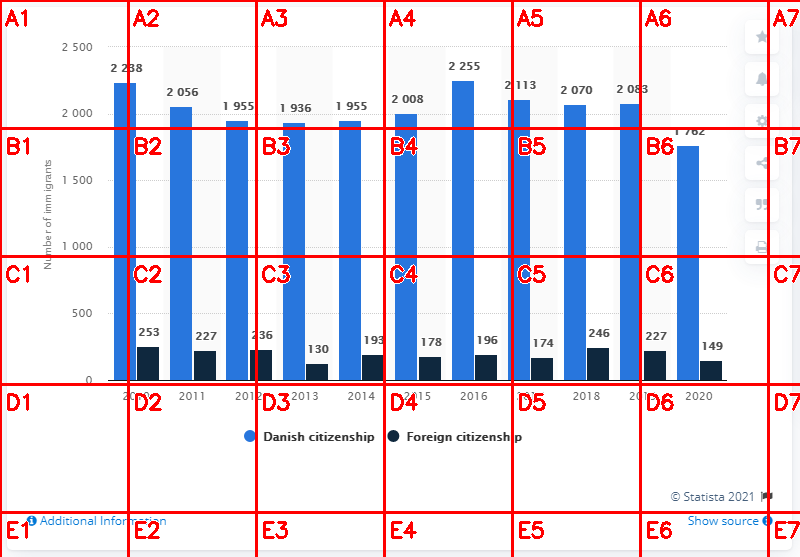 2 500
2 000
1 500
1 000
500
0
Number of immigrants
2 238
2 056
1 955
1 936
1 955
2 008
2 255
2 113
2 070
2 083
1 762
253
227
236
130
193
178
196
174
246
227
149
2010 2011 2012 2013 2014 2015 2016 2017 2018 2019 2020
Danish citizenship Foreign citizenship
© Statista 2021
Additional Information
Show source
A1 A2 A3 A4 A5 A6 A7
B1 B2 B3 B4 B5 B6 B7
C1 C2 C3 C4 C5 C6 C7
D1 D2 D3 D4 D5 D6 D7
E1 E2 E3 E4 E5 E6 E7